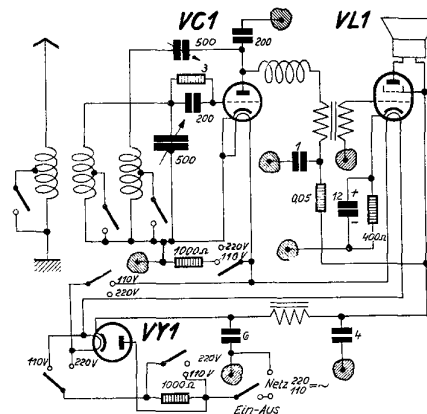 VC1
VL1
500
200
3
200
500
1
0,05
12
+
-
400Ω
220V
110V
1000Ω
110V
220V
VY1
110V
220V
220V
110V
1000Ω
6
4
Netz 220
110 =~
Ein-Aus